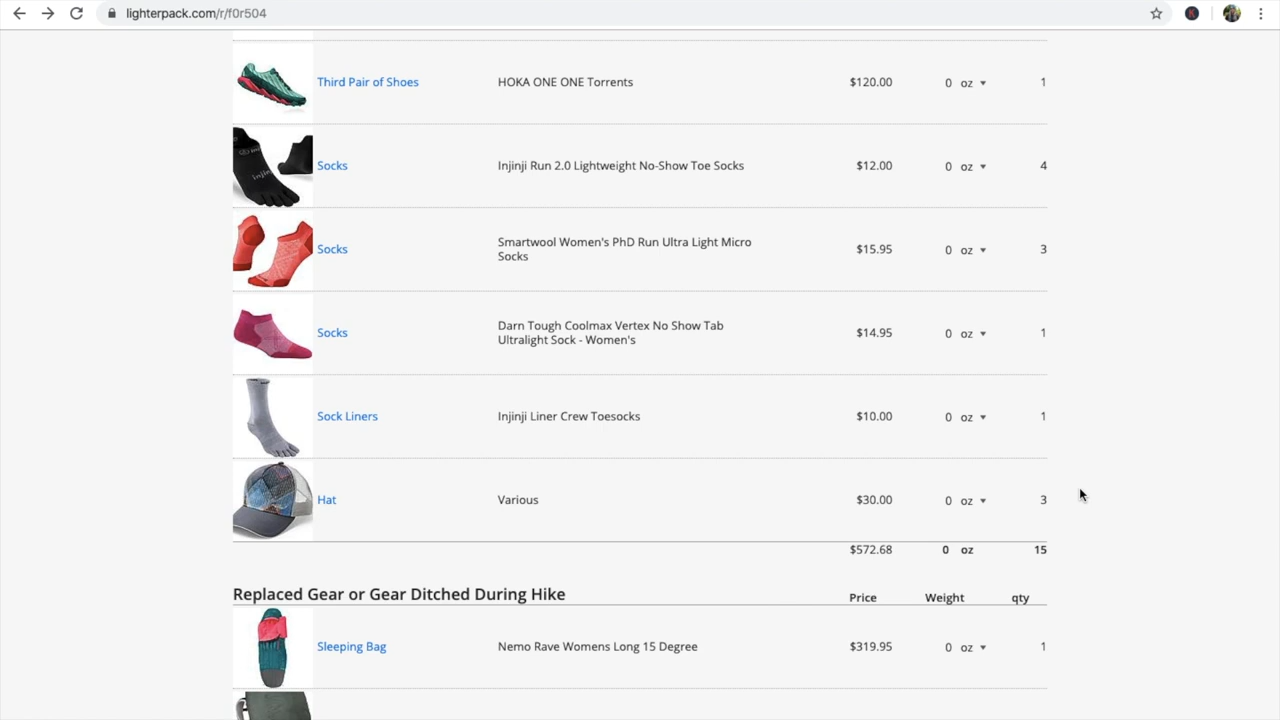 lighterpack.com/r/f0r504
Third Pair of Shoes HOKA ONE ONE Torrents $120.00 0 oz 1
Socks Injinji Run 2.0 Lightweight No-Show Toe Socks $12.00 0 oz 4
Socks Smartwool Women's PhD Run Ultra Light Micro Socks $15.95 0 oz 3
Socks Darn Tough Coolmax Vertex No Show Tab Ultralight Sock - Women's $14.95 0 oz 1
Sock Liners Injinji Liner Crew Toesocks $10.00 0 oz 1
Hat Various $30.00 0 oz 3
$572.68 0 oz 15
Replaced Gear or Gear Ditched During Hike Price Weight qty
Sleeping Bag Nemo Rave Womens Long 15 Degree $319.95 0 oz 1